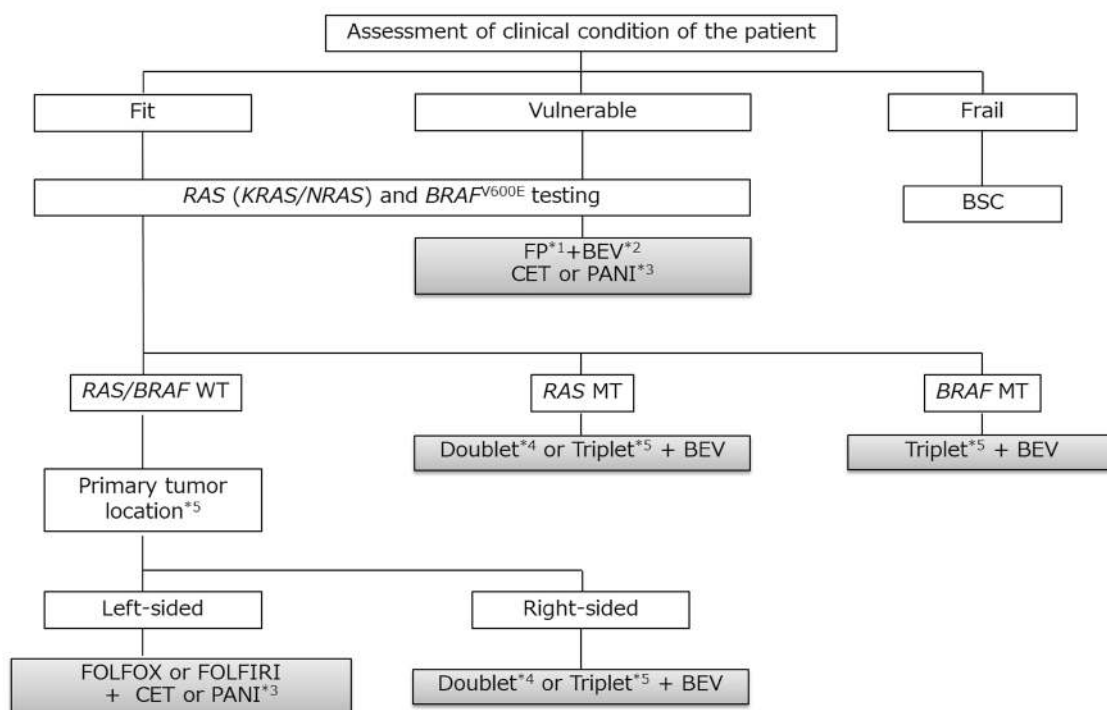 Assessment of clinical condition of the patient
Fit
Vulnerable
Frail
RAS (KRAS/NRAS) and BRAFV600E testing
BSC
FP*1+BEV*2
CET or PANI*3
RAS/BRAF WT
RAS MT
BRAF MT
Doublet*4 or Triplet*5 + BEV
Triplet*5 + BEV
Primary tumor
location*5
Left-sided
Right-sided
FOLFOX or FOLFIRI
+ CET or PANI*3
Doublet*4 or Triplet*5 + BEV